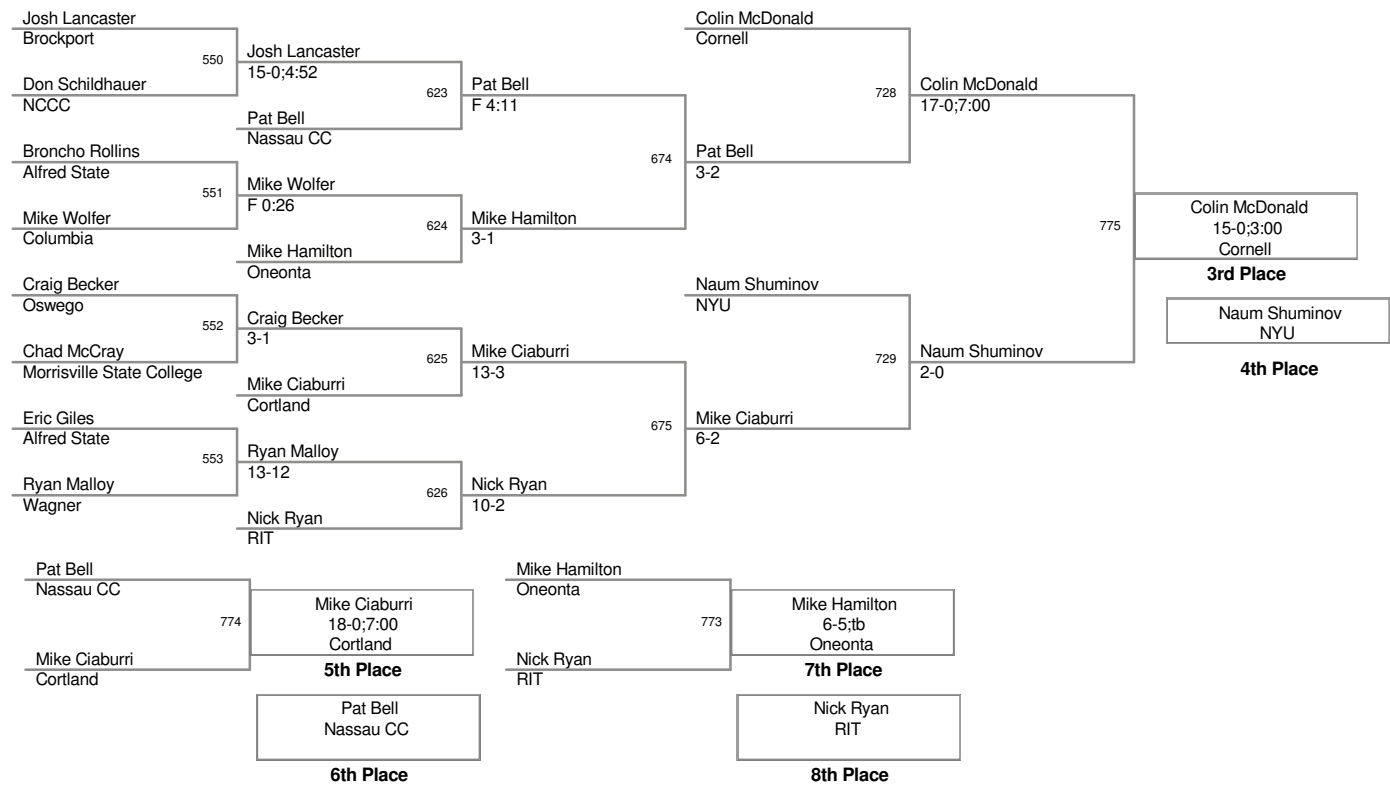 Josh Lancaster
Brockport
550
Don Schildhauer
NCCC
Broncho Rollins
Alfred State
551
Mike Wolfer
Columbia
Craig Becker
Oswego
552
Chad McCray
Morrisville State College
Eric Giles
Alfred State
553
Ryan Malloy
Wagner
Josh Lancaster
15-0;4:52
623
Pat Bell
Nassau CC
Mike Wolfer
F 0:26
624
Mike Hamilton
Oneonta
Craig Becker
3-1
625
Mike Ciaburri
Cortland
Ryan Malloy
13-12
626
Nick Ryan
RIT
Pat Bell
F 4:11
674
Mike Hamilton
3-1
Mike Ciaburri
13-3
675
Nick Ryan
10-2
Colin McDonald
Cornell
728
Pat Bell
3-2
Naum Shuminov
NYU
729
Mike Ciaburri
6-2
Colin McDonald
17-0;7:00
775
Naum Shuminov
2-0
Colin McDonald
15-0;3:00
Cornell
3rd Place
Naum Shuminov
NYU
4th Place
Pat Bell
Nassau CC
774
Mike Ciaburri
Cortland
Mike Ciaburri
18-0;7:00
Cortland
5th Place
Pat Bell
Nassau CC
6th Place
Mike Hamilton
Oneonta
773
Nick Ryan
RIT
Mike Hamilton
6-5;tb
Oneonta
7th Place
Nick Ryan
RIT
8th Place